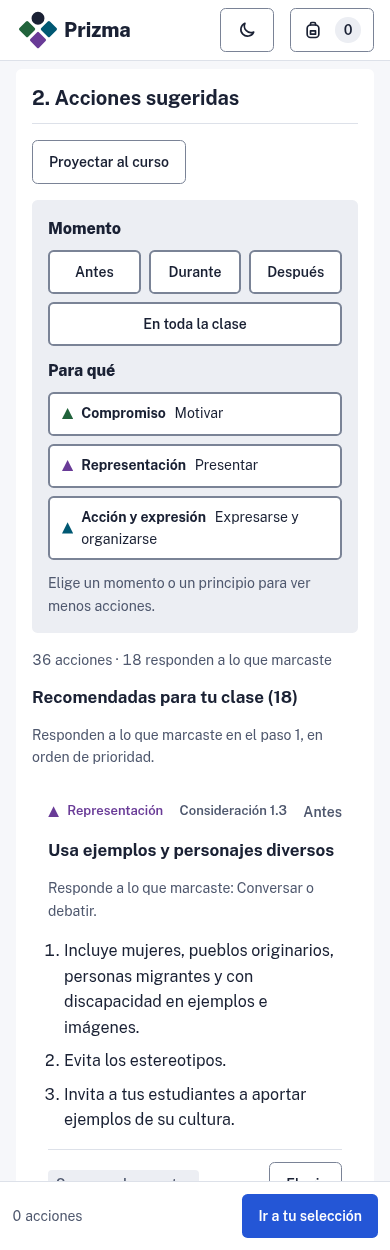 Prizma
0
2. Acciones sugeridas
Proyectar al curso
Momento
Antes
Durante
Después
En toda la clase
Para qué
Compromiso Motivar
Representación Presentar
Acción y expresión Expresarse y
organizarse
Elige un momento o un principio para ver
menos acciones.
36 acciones · 18 responden a lo que marcaste
Recomendadas para tu clase (18)
Responden a lo que marcaste en el paso 1, en
orden de prioridad.
Representación Consideración 1.3 Antes
Usa ejemplos y personajes diversos
Responde a lo que marcaste: Conversar o
debatir.
1. Incluye mujeres, pueblos originarios,
personas migrantes y con
discapacidad en ejemplos e
imágenes.
2. Evita los estereotipos.
3. Invita a tus estudiantes a aportar
ejemplos de su cultura.
0 acciones
Ir a tu selección